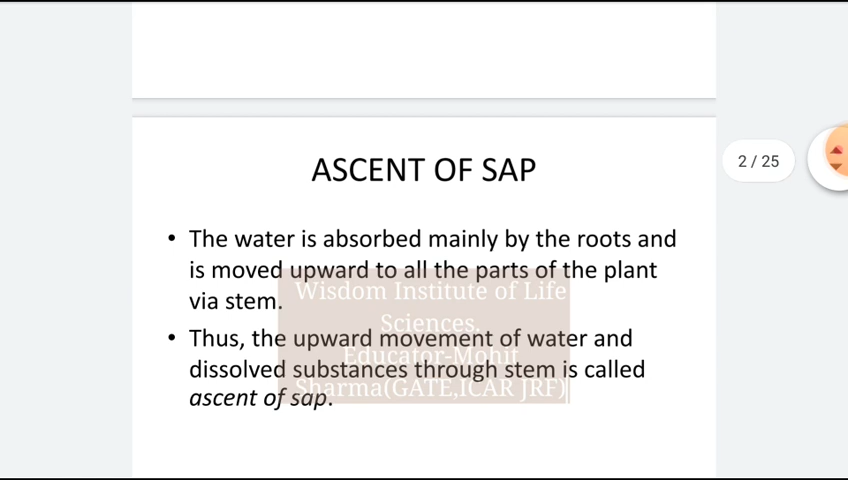 ASCENT OF SAP
2 / 25
• The water is absorbed mainly by the roots and
is moved upward to all the parts of the plant
via stem.
• Thus, the upward movement of water and
dissolved substances through stem is called
ascent of sap.
Wisdom Institute of Life
Sciences.
Educator-Mohit
Sharma(GATE,ICAR JRF)